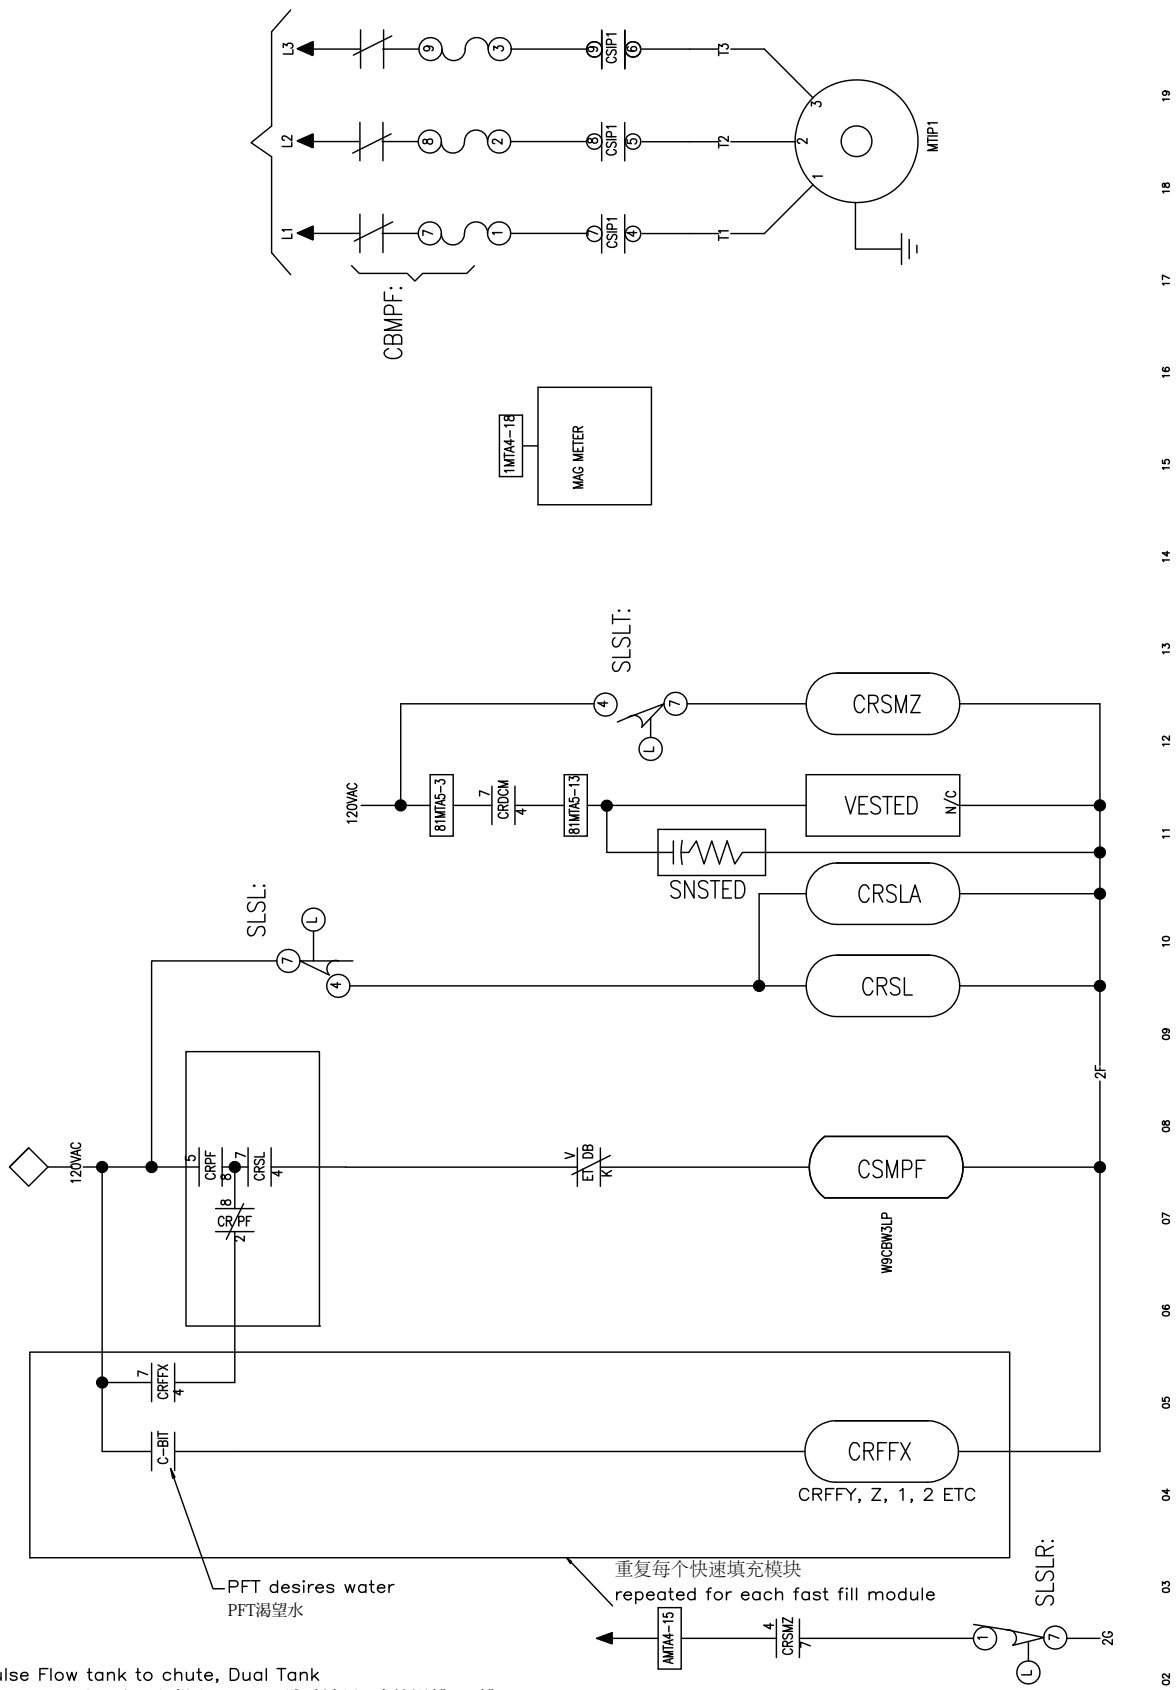 L3
9
3
9
CSIP1
6
T3
3
L2
8
2
8
CSIP1
5
T2
2
MTIP1
L1
7
1
7
CSIP1
4
T1
1
CBMPF:
1MTA4-18
MAG METER
SLSLT:
4
7
L
CRSMZ
120VAC
81MTA5-3
7
CRDCM
4
81MTA5-13
VESTED
N/C
SNSTED
SLSL:
L
7
4
CRSLA
CRSL
2F
120VAC
5
CRPF
8
7
CRSL
4
8
CRPF
2
V
ET DB
K
CSMPF
W9CBW3LP
7
CRFFX
4
C-BIT
CRFFX
CRFFY, Z, 1, 2 ETC
PFT desires water
PFT渴望水
重复每个快速填充模块
repeated for each fast fill module
SLSLR:
AMTA4-15
4
CRSMZ
7
1
7
L
2G
ulse Flow tank to chute, Dual Tank
19
18
17
16
15
14
13
12
11
10
09
08
07
06
05
04
03
02